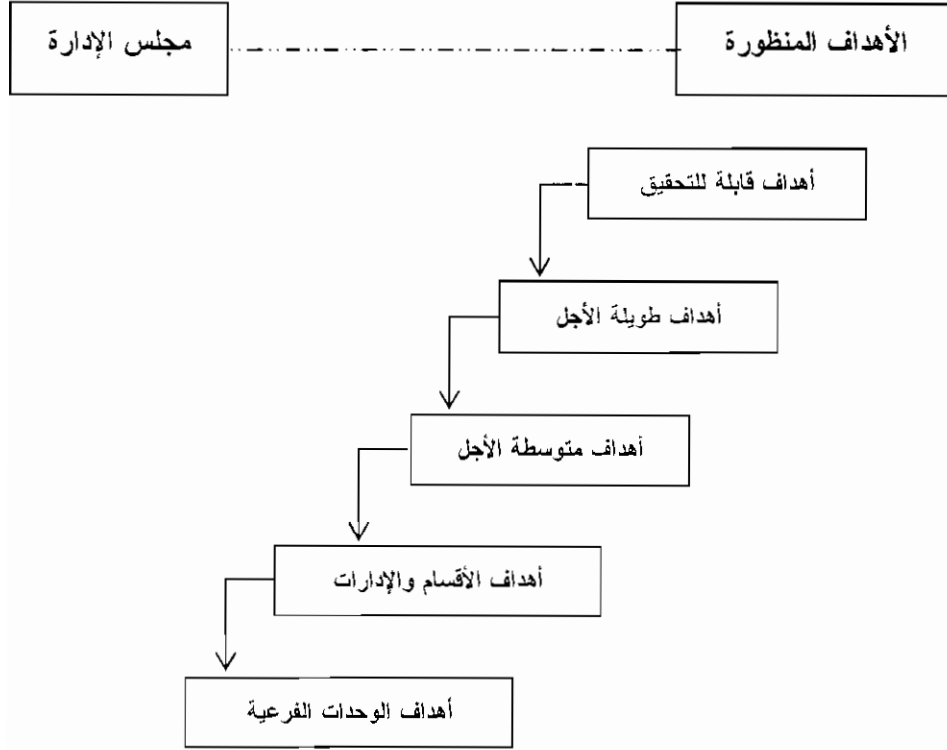 الأهداف المنظورة
مجلس الإدارة
أهداف قابلة للتحقيق
أهداف طويلة الأجل
أهداف متوسطة الأجل
أهداف الأقسام والإدارات
أهداف الوحدات الفرعية